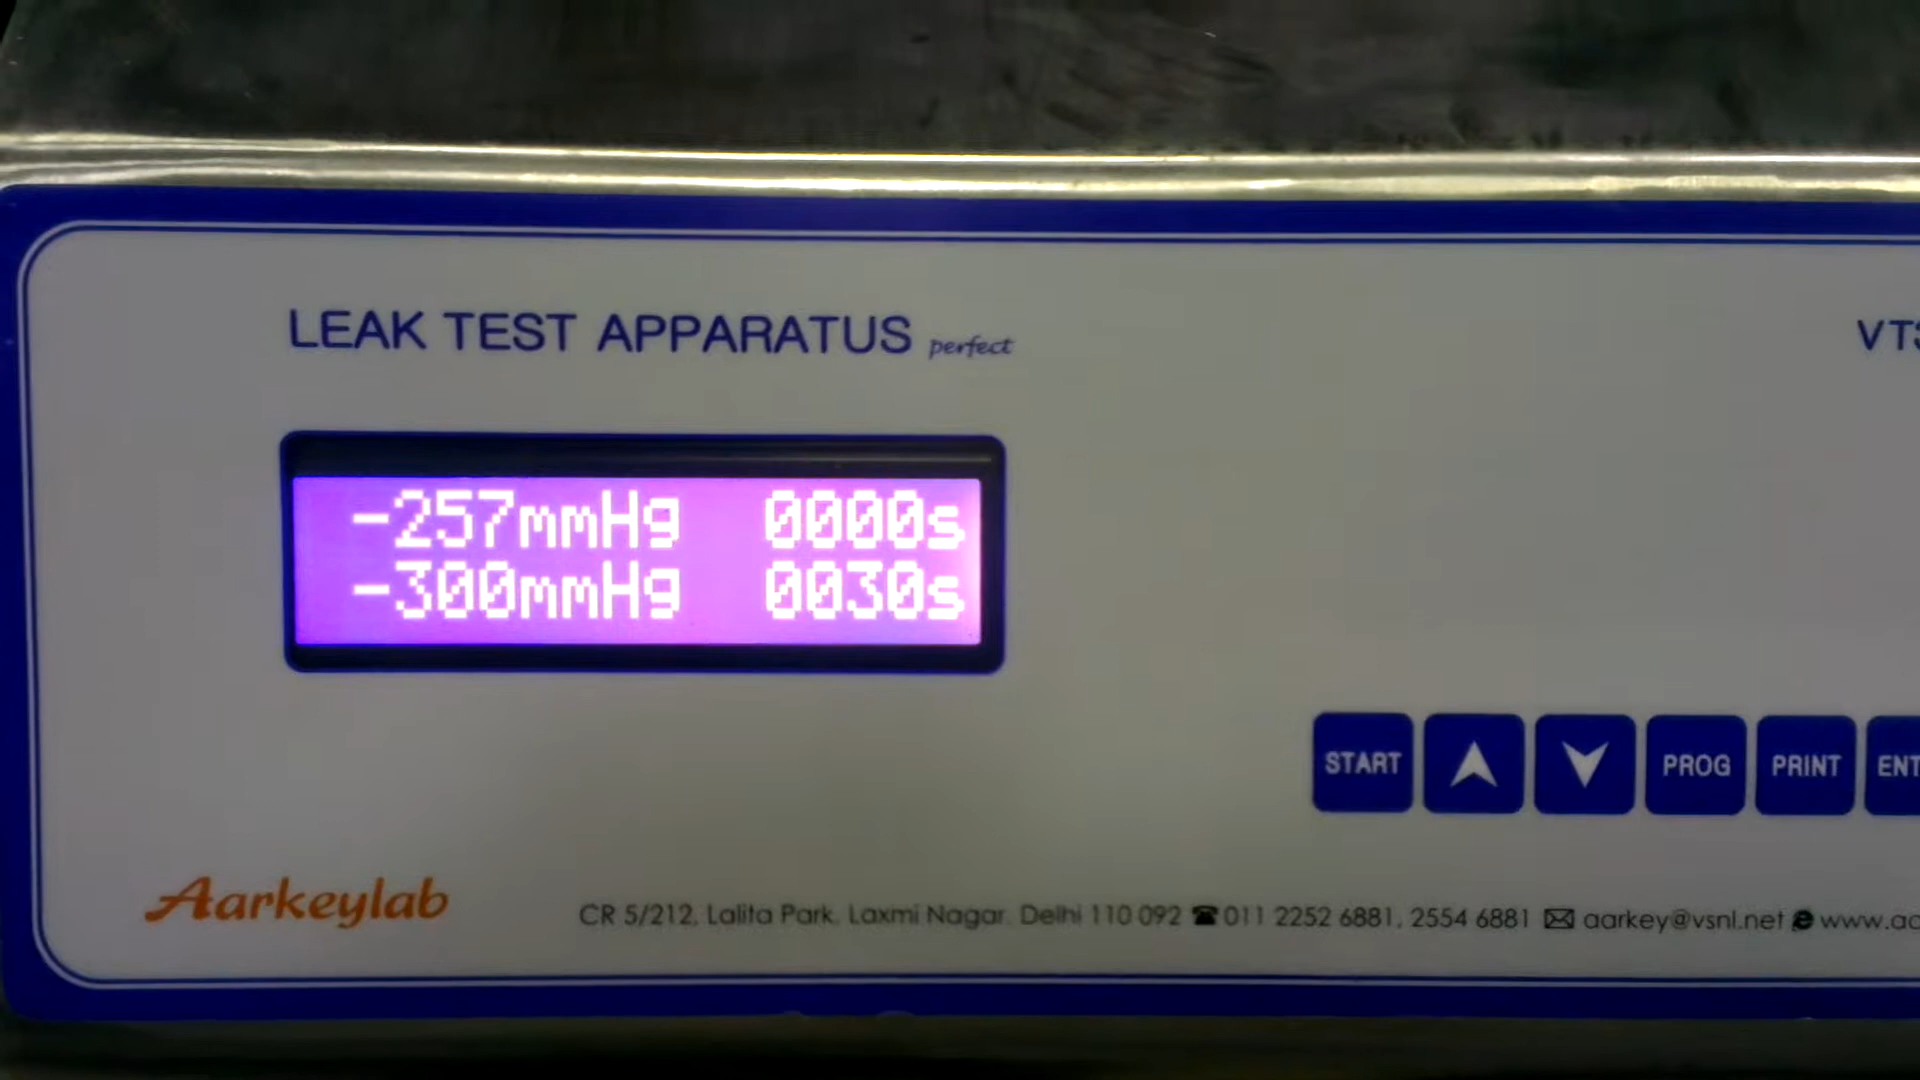 LEAK TEST APPARATUS perfect
-257mmHg 0000s
-300mmHg 0030s
START PROG PRINT
Aarkeylab
CR 5/212, Lalita Park, Laxmi Nagar, Delhi 110 092 ☎ 011 2252 6881, 2554 6881 ✉ aarkey@vsnl.net